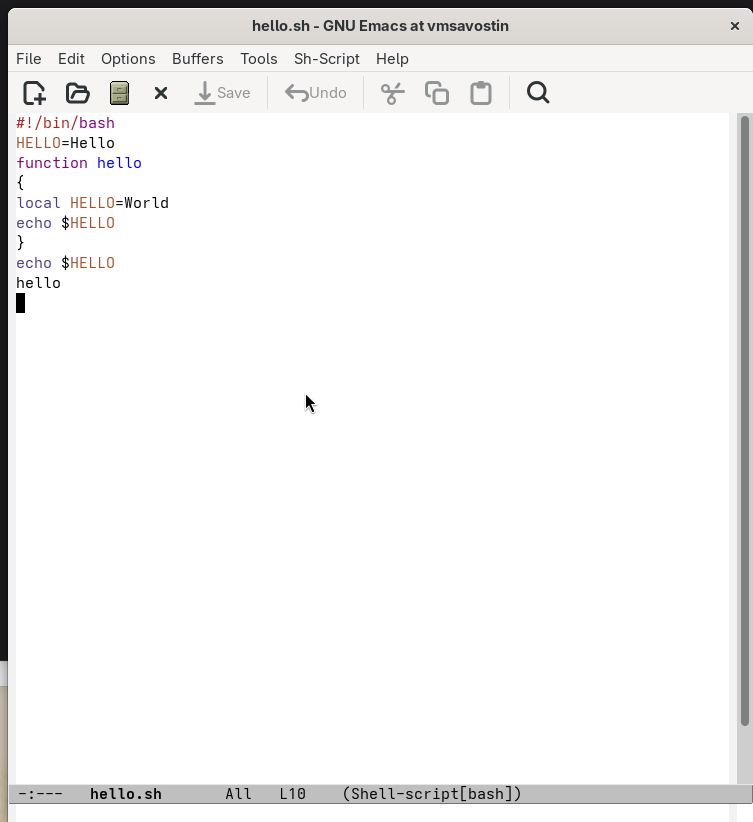 hello.sh - GNU Emacs at vmsavostin
File Edit Options Buffers Tools Sh-Script Help
Save Undo
#!/bin/bash
HELLO=Hello
function hello
{
local HELLO=World
echo $HELLO
}
echo $HELLO
hello
-:--- hello.sh All L10 (Shell-script[bash])